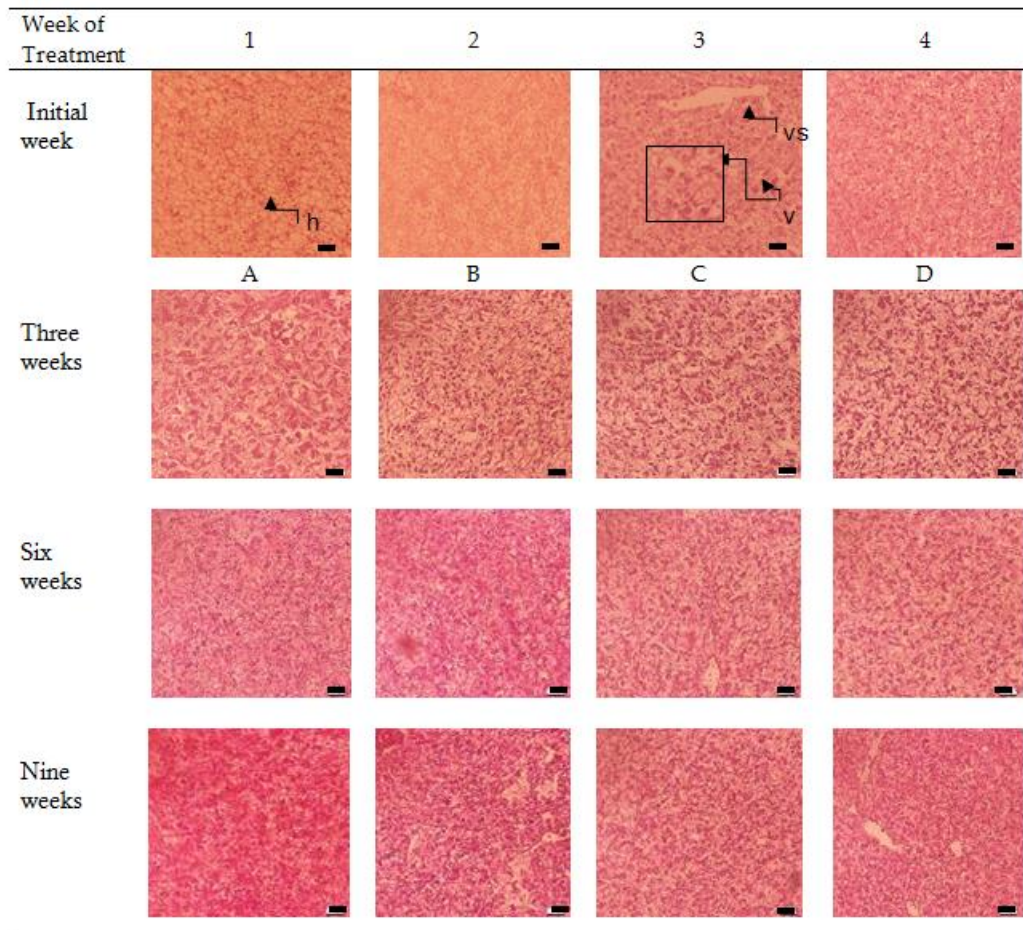 Week of
Treatment
1 2 3 4
Initial
week
h
vs
v
A B C D
Three
weeks
Six
weeks
Nine
weeks